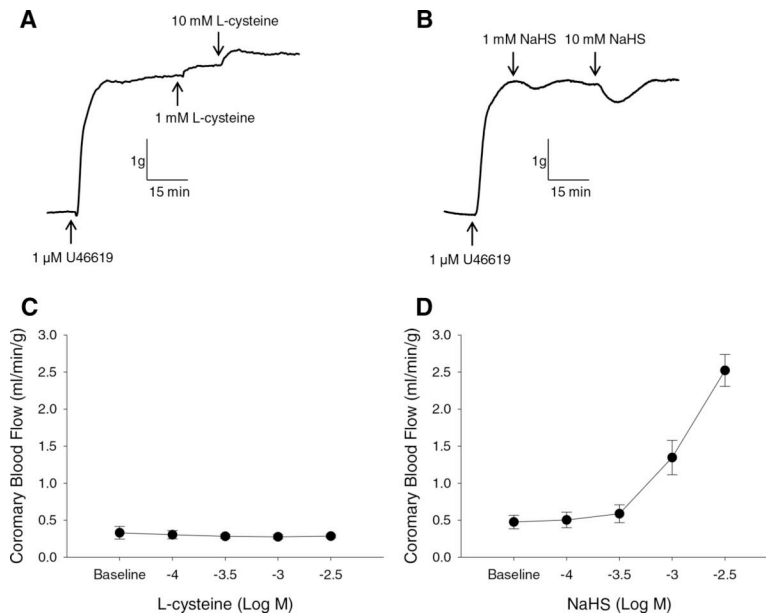 A
10 mM L-cysteine
1 mM L-cysteine
1g
15 min
1 µM U46619
B
1 mM NaHS
10 mM NaHS
1g
15 min
1 µM U46619
C
Coromary Blood Flow (ml/min/g)
3.0
2.5
2.0
1.5
1.0
0.5
0.0
Baseline -4 -3.5 -3 -2.5
L-cysteine (Log M)
D
Coromary Blood Flow (ml/min/g)
3.0
2.5
2.0
1.5
1.0
0.5
0.0
Baseline -4 -3.5 -3 -2.5
NaHS (Log M)